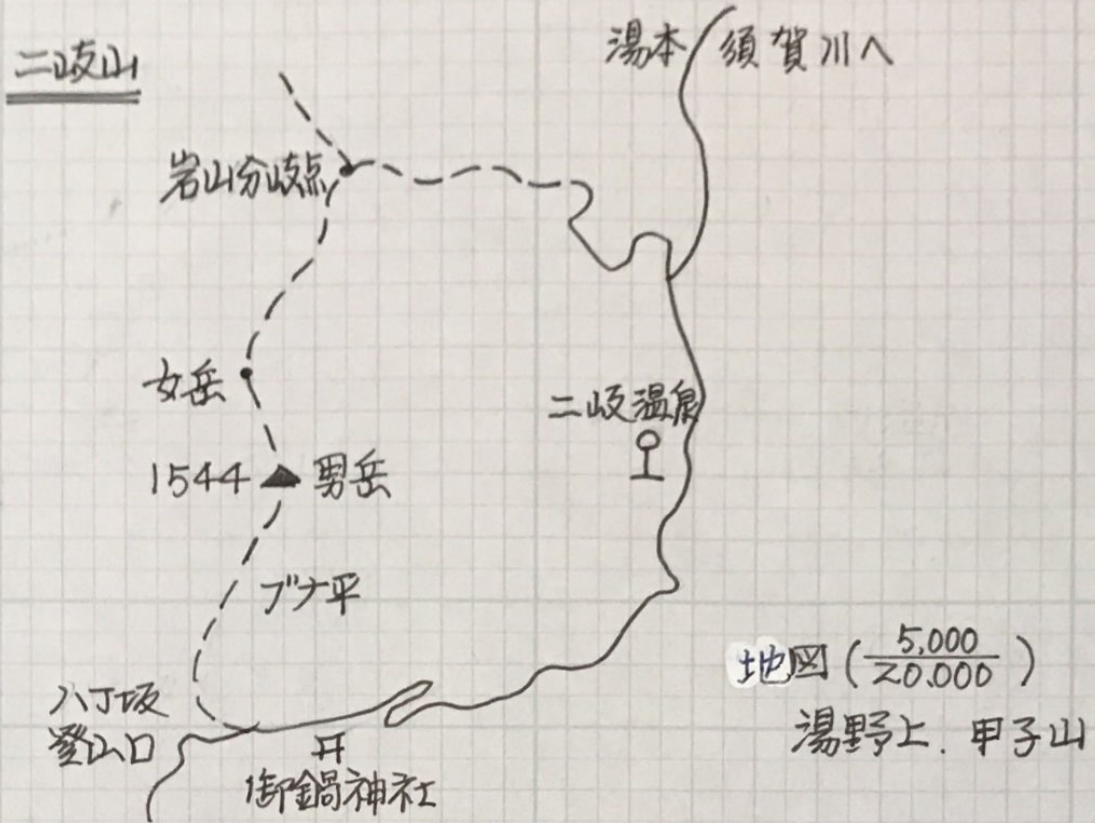 二岐山
湯本 須賀川へ
岩山分岐点
女岳
二岐温泉
1544 男岳
ブナ平
地図 (5,000/20.000)
湯野上. 甲子山
八丁坂
登山口
御鍋神社